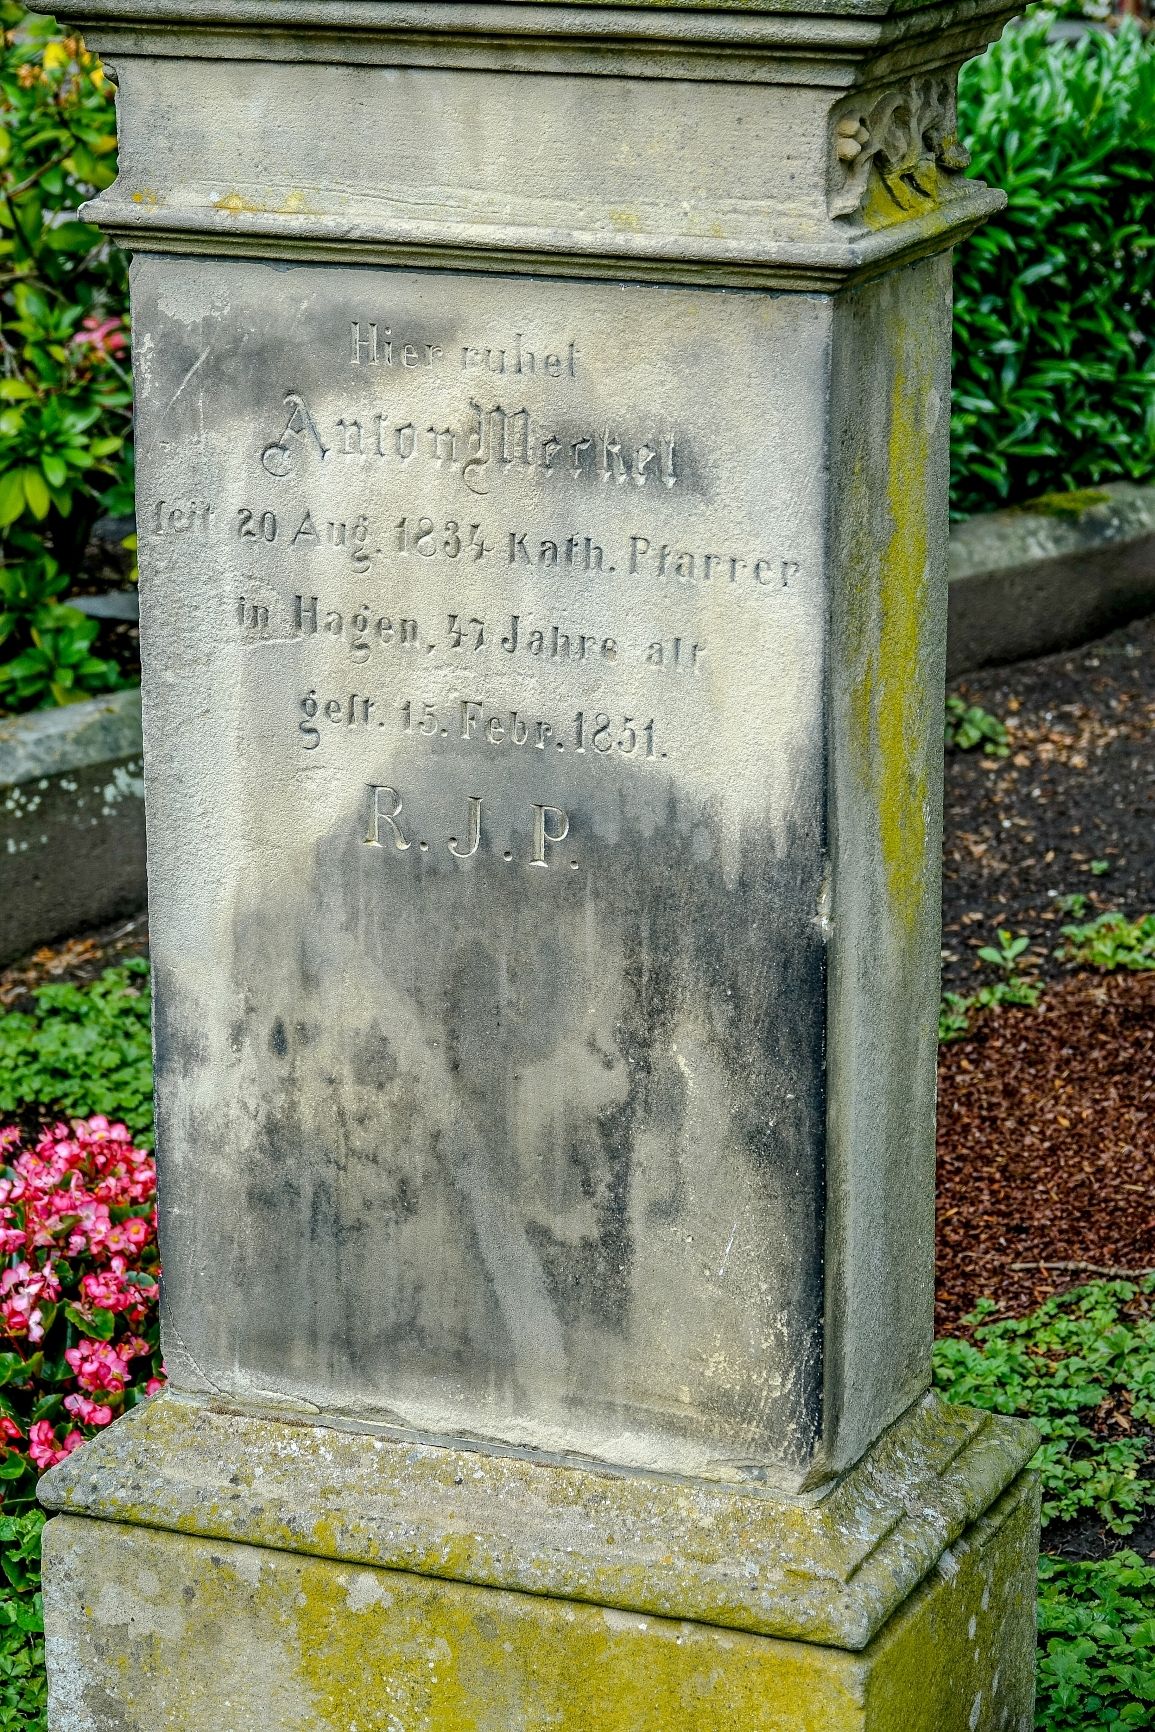 Hier ruhet
Anton Merkel
ſeit 20 Aug. 1834 Kath. Pfarrer
in Hagen, 47 Jahre alt
geſt. 15. Febr. 1851.
R. J. P.